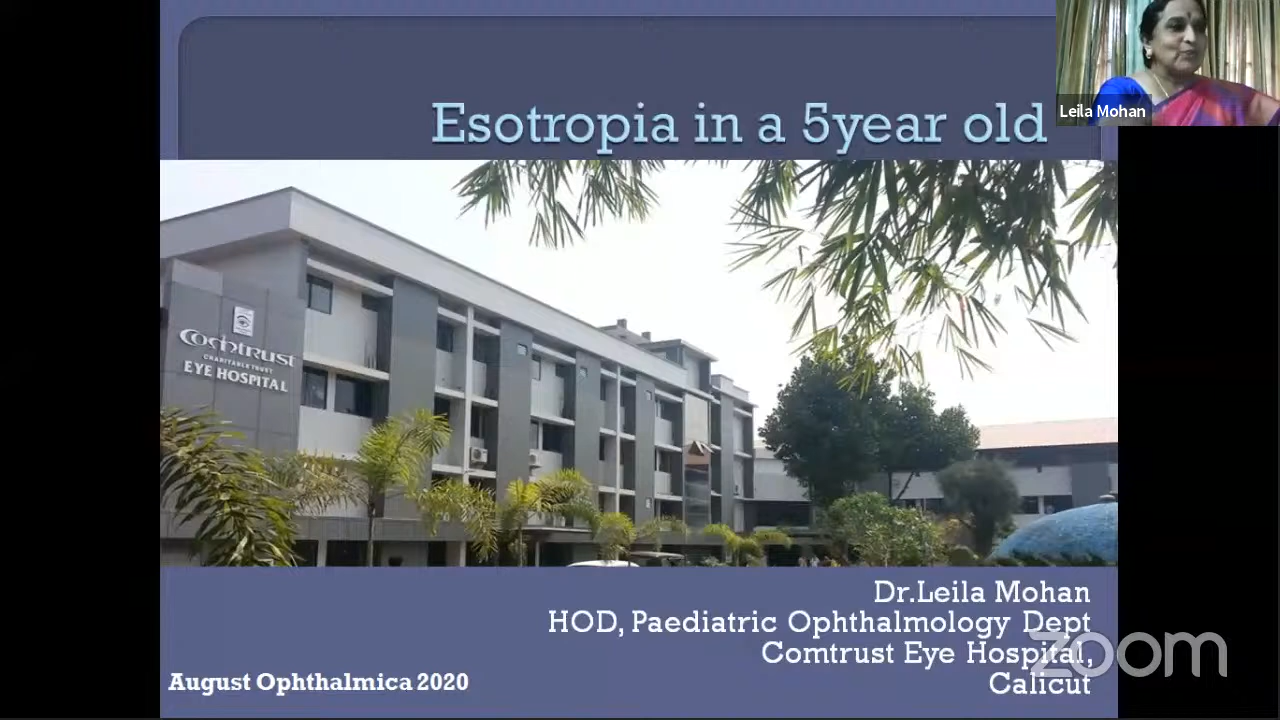 Esotropia in a 5year old
Leila Mohan
Comtrust
CHARITABLE TRUST
EYE HOSPITAL
Dr.Leila Mohan
HOD, Paediatric Ophthalmology Dept
Comtrust Eye Hospital,
Calicut
August Ophthalmica 2020
zoom